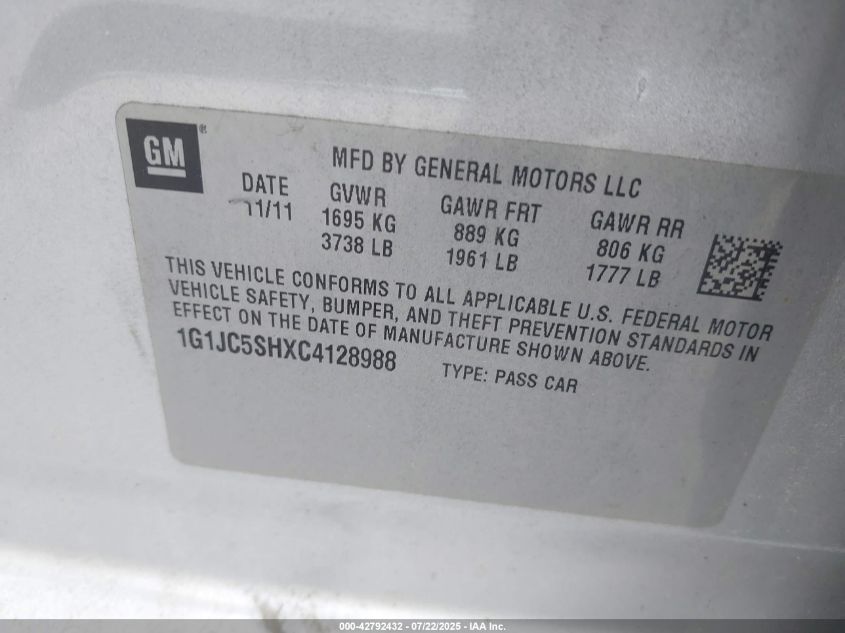 GM®
MFD BY GENERAL MOTORS LLC
DATE GVWR GAWR FRT GAWR RR
11/11 1695 KG 889 KG 806 KG
3738 LB 1961 LB 1777 LB
THIS VEHICLE CONFORMS TO ALL APPLICABLE U.S. FEDERAL MOTOR
VEHICLE SAFETY, BUMPER, AND THEFT PREVENTION STANDARDS IN
EFFECT ON THE DATE OF MANUFACTURE SHOWN ABOVE.
1G1JC5SHXC4128988 TYPE: PASS CAR
000-42792432 - 07/22/2025 - IAA Inc.